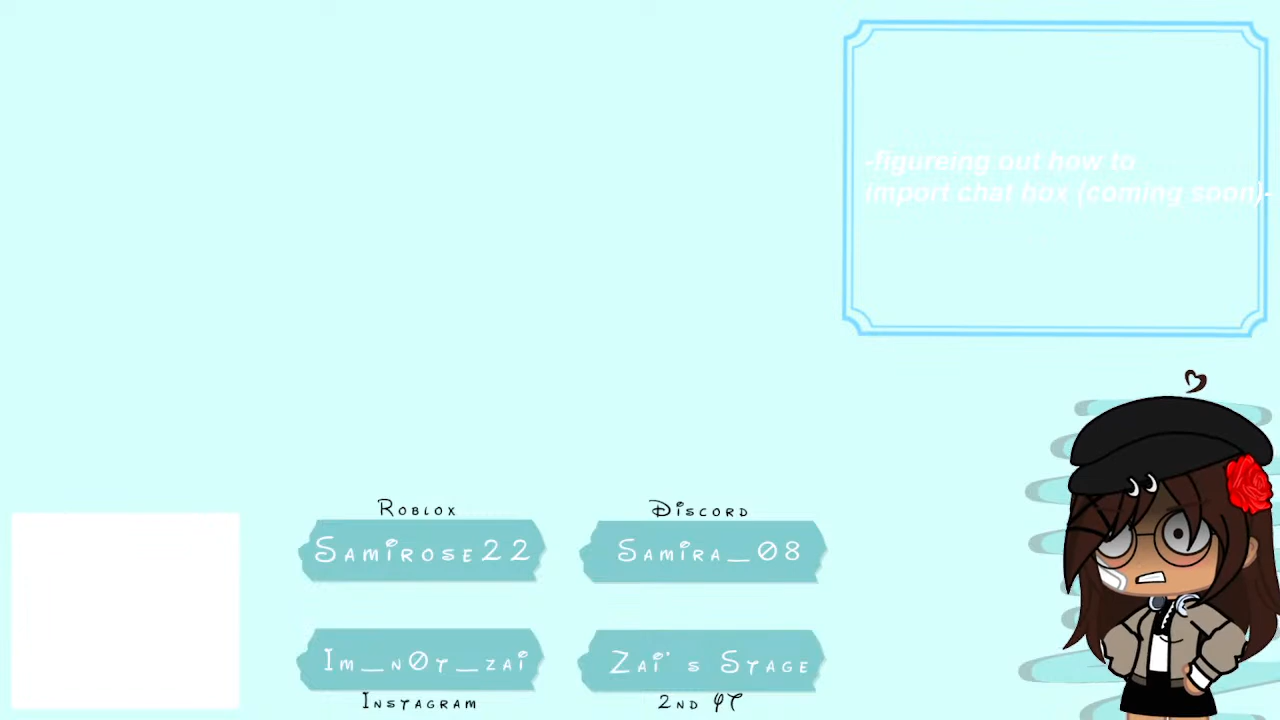 -figureing out how to
import chat box (coming soon)-
Roblox
Samirose22
Discord
Samira_08
Im_n0t_zai
Instagram
Zai's Stage
2nd YT